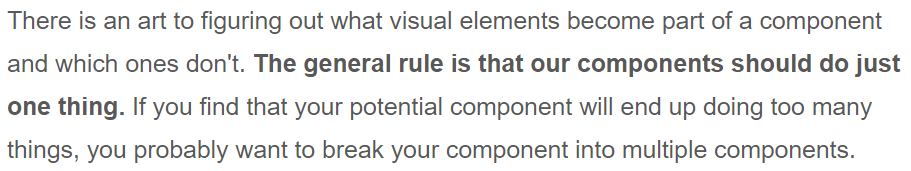 There is an art to figuring out what visual elements become part of a component
and which ones don't. The general rule is that our components should do just
one thing. If you find that your potential component will end up doing too many
things, you probably want to break your component into multiple components.